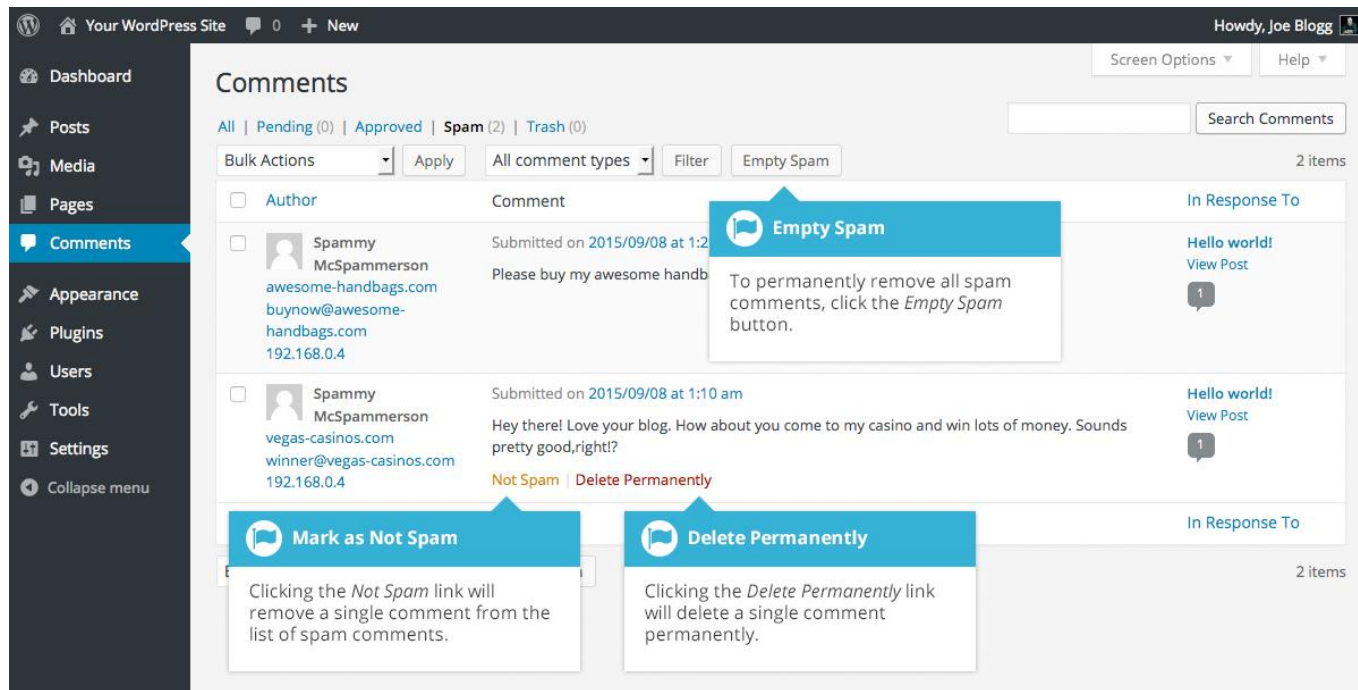 Your WordPress Site 0 + New Howdy, Joe Blogg
Screen Options Help
Dashboard
Posts
Media
Pages
Comments
Appearance
Plugins
Users
Tools
Settings
Collapse menu
Comments
All | Pending (0) | Approved | Spam (2) | Trash (0)
Search Comments
Bulk Actions Apply All comment types Filter Empty Spam 2 items
Author Comment In Response To
Spammy
McSpammerson
awesome-handbags.com
buynow@awesome-
handbags.com
192.168.0.4
Submitted on 2015/09/08 at
Please buy my awesome
Hello world!
View Post
1
Empty Spam
To permanently remove all spam
comments, click the Empty Spam
button.
Spammy
McSpammerson
vegas-casinos.com
winner@vegas-casinos.com
192.168.0.4
Submitted on 2015/09/08 at 1:10 am
Hey there! Love your blog. How about you come to my casino and win lots of money. Sounds
pretty good,right!?
Not Spam | Delete Permanently
Hello world!
View Post
1
In Response To
2 items
Mark as Not Spam
Clicking the Not Spam link will
remove a single comment from the
list of spam comments.
Delete Permanently
Clicking the Delete Permanently link
will delete a single comment
permanently.